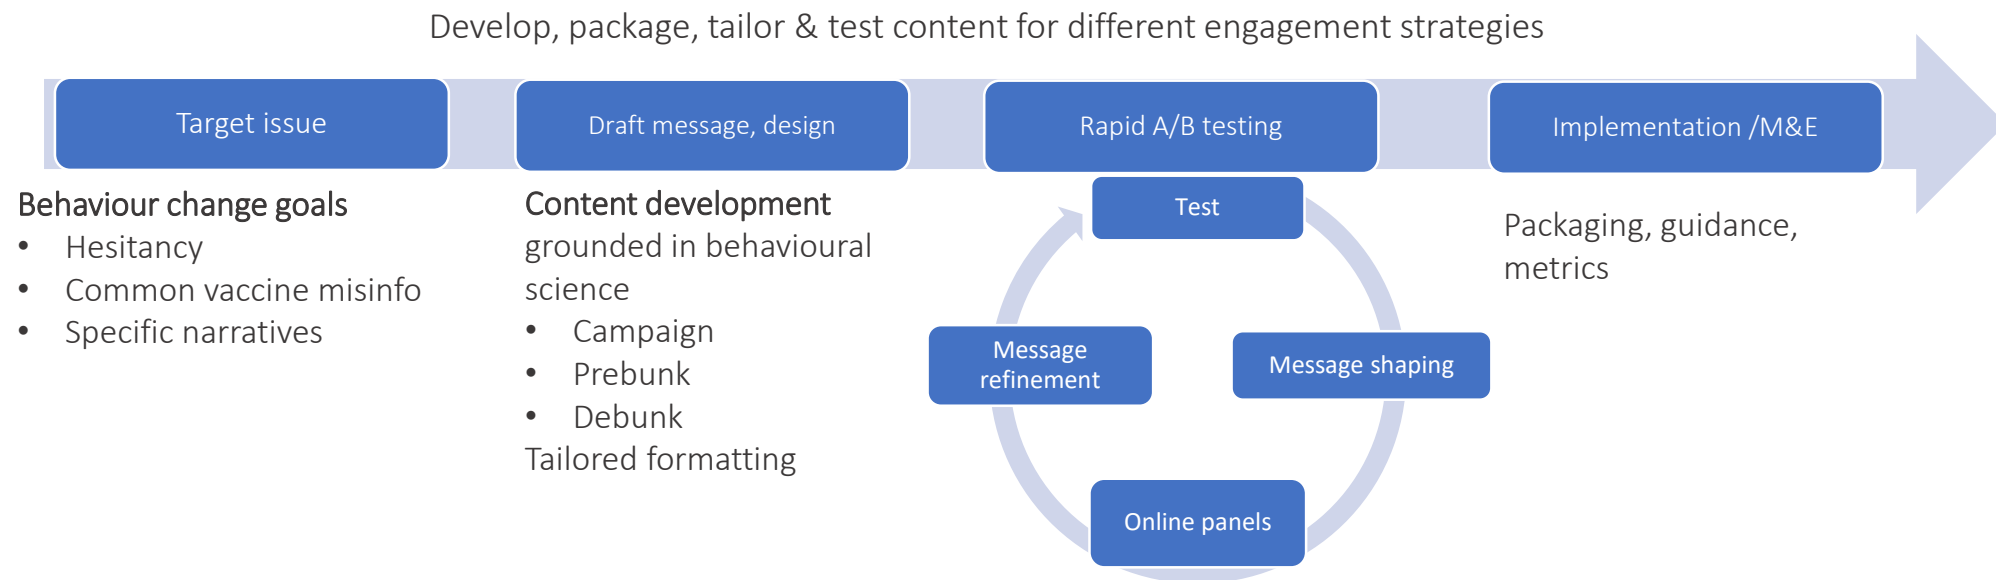 Develop, package, tailor & test content for different engagement strategies
Target issue
Draft message, design
Rapid A/B testing
Implementation /M&E
Behaviour change goals
• Hesitancy
• Common vaccine misinfo
• Specific narratives
Content development
grounded in behavioural
science
• Campaign
• Prebunk
• Debunk
Tailored formatting
Test
Message shaping
Online panels
Message
refinement
Packaging, guidance,
metrics